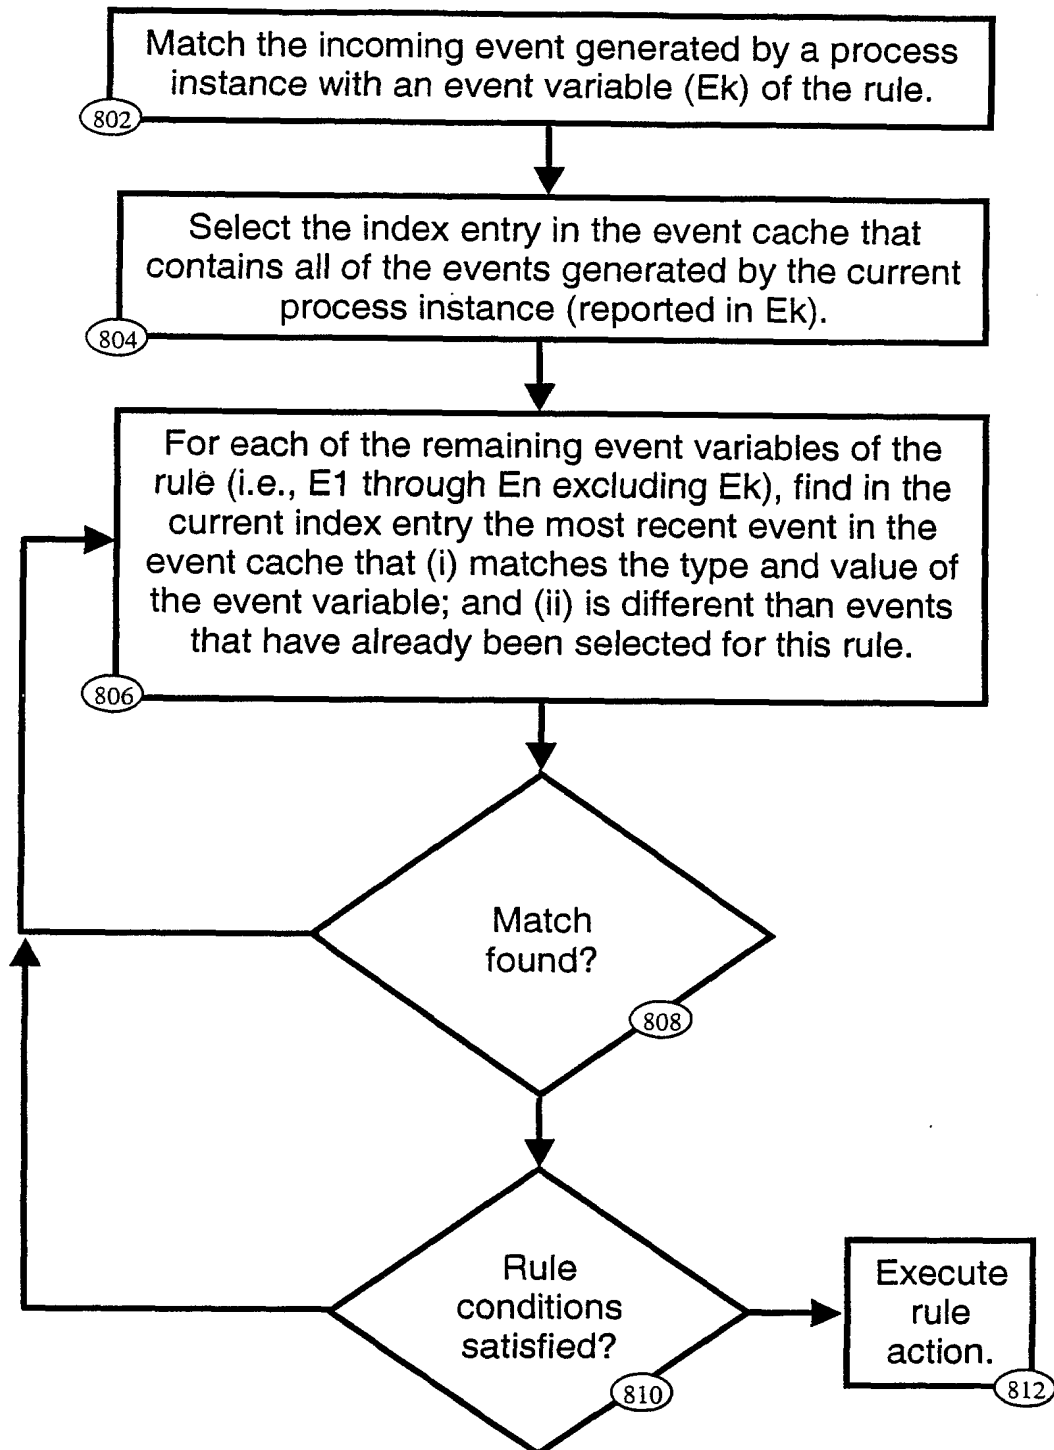 Match the incoming event generated by a process
instance with an event variable (Ek) of the rule.
802
Select the index entry in the event cache that
contains all of the events generated by the current
process instance (reported in Ek).
804
For each of the remaining event variables of the
rule (i.e., E1 through En excluding Ek), find in the
current index entry the most recent event in the
event cache that (i) matches the type and value of
the event variable; and (ii) is different than events
that have already been selected for this rule.
806
Match
found?
808
Rule
conditions
satisfied?
810
Execute
rule
action.
812